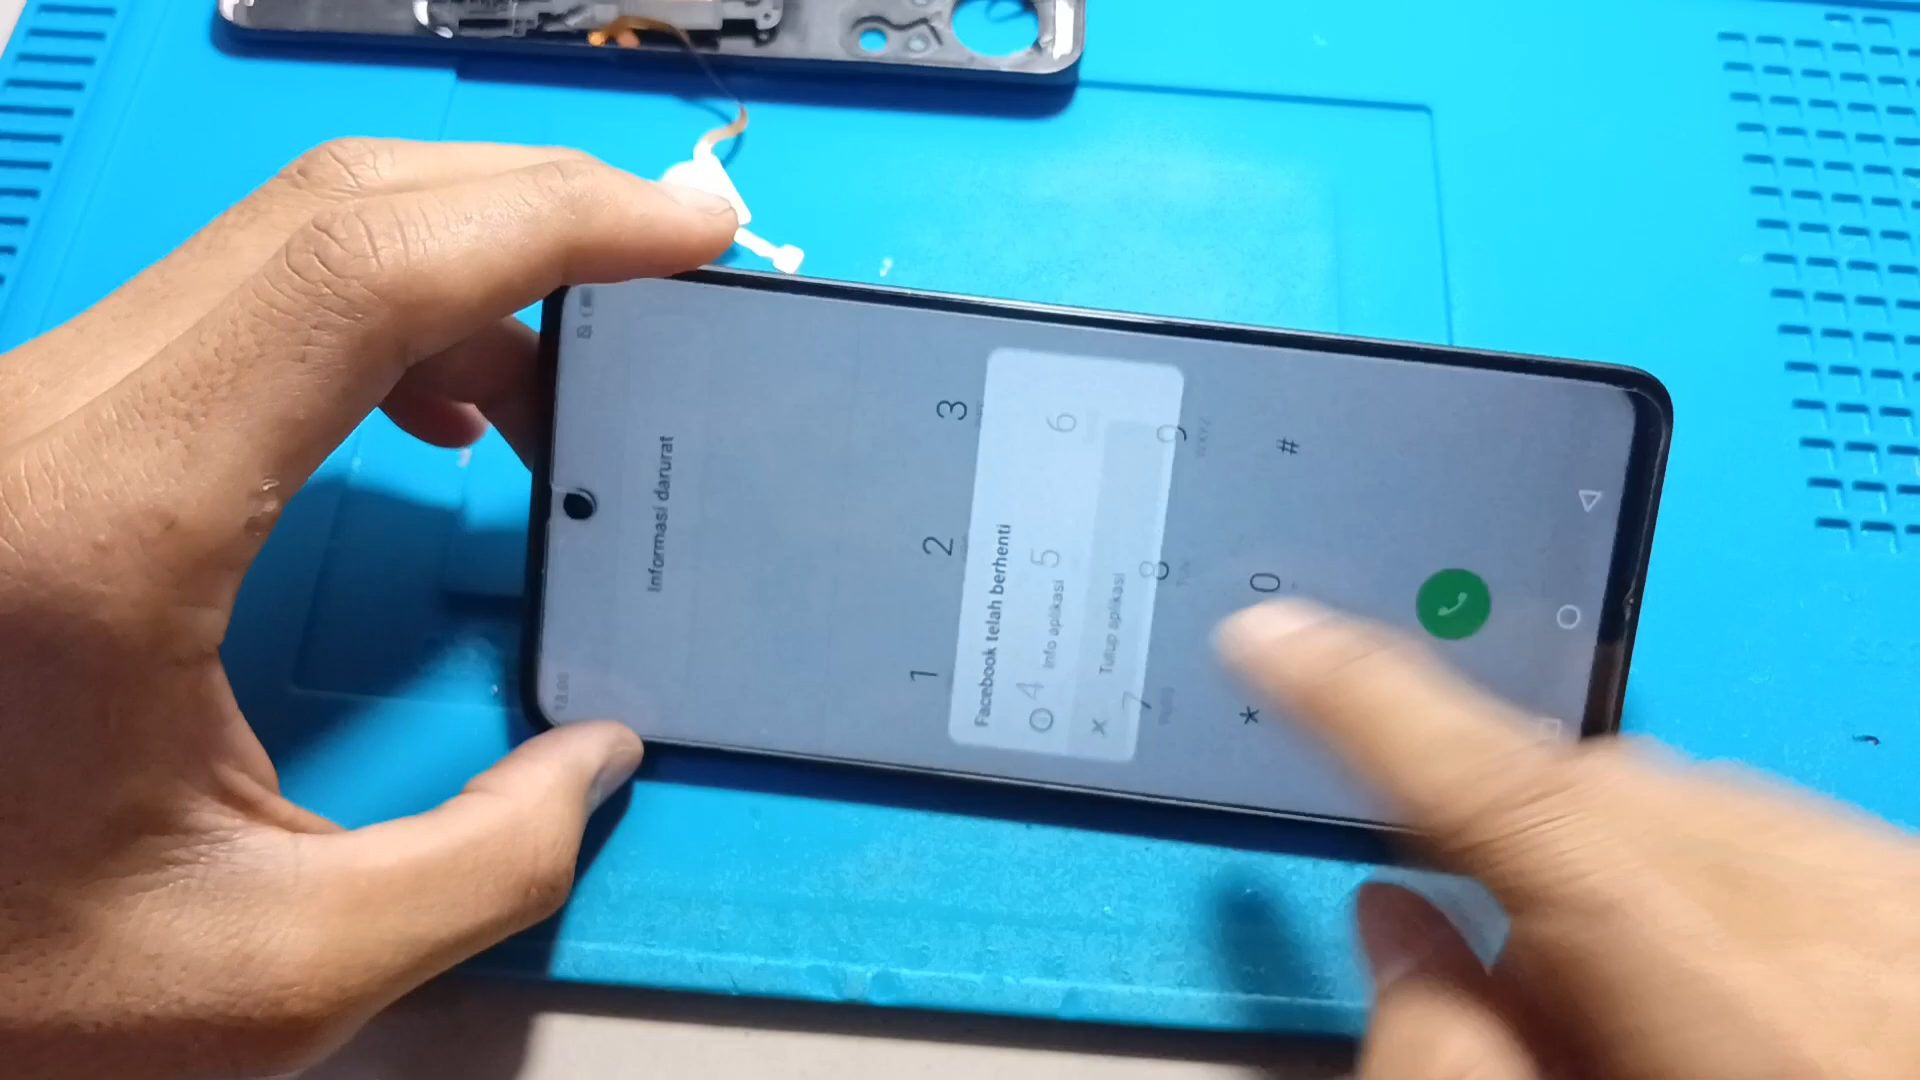 Informasi darurat
1
2
3
Facebook telah berhenti
4
5
6
Info aplikasi
Tutup aplikasi
7
8
9
WXYZ
*
0
#